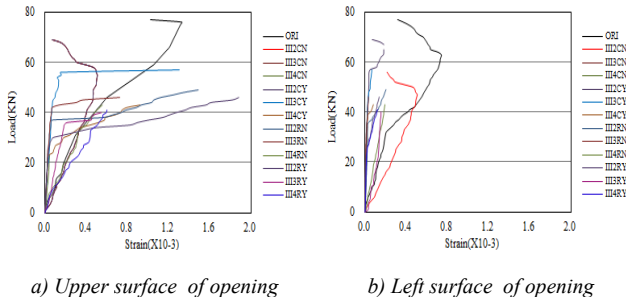 80
60
40
20
0
Load(KN)
0.0 0.4 0.8 1.2 1.6 2.0
Strain(X10-3)
ORI
III2CN
III3CN
III4CN
III2CY
III3CY
III4CY
III2RN
III3RN
III4RN
III2RY
III3RY
III4RY
a) Upper surface of opening
80
60
40
20
0
Load(KN)
0.0 0.4 0.8 1.2 1.6 2.0
Strain(X10-3)
ORI
III2CN
III3CN
III4CN
III2CY
III3CY
III4CY
III2RN
III3RN
III4RN
III2RY
III3RY
III4RY
b) Left surface of opening